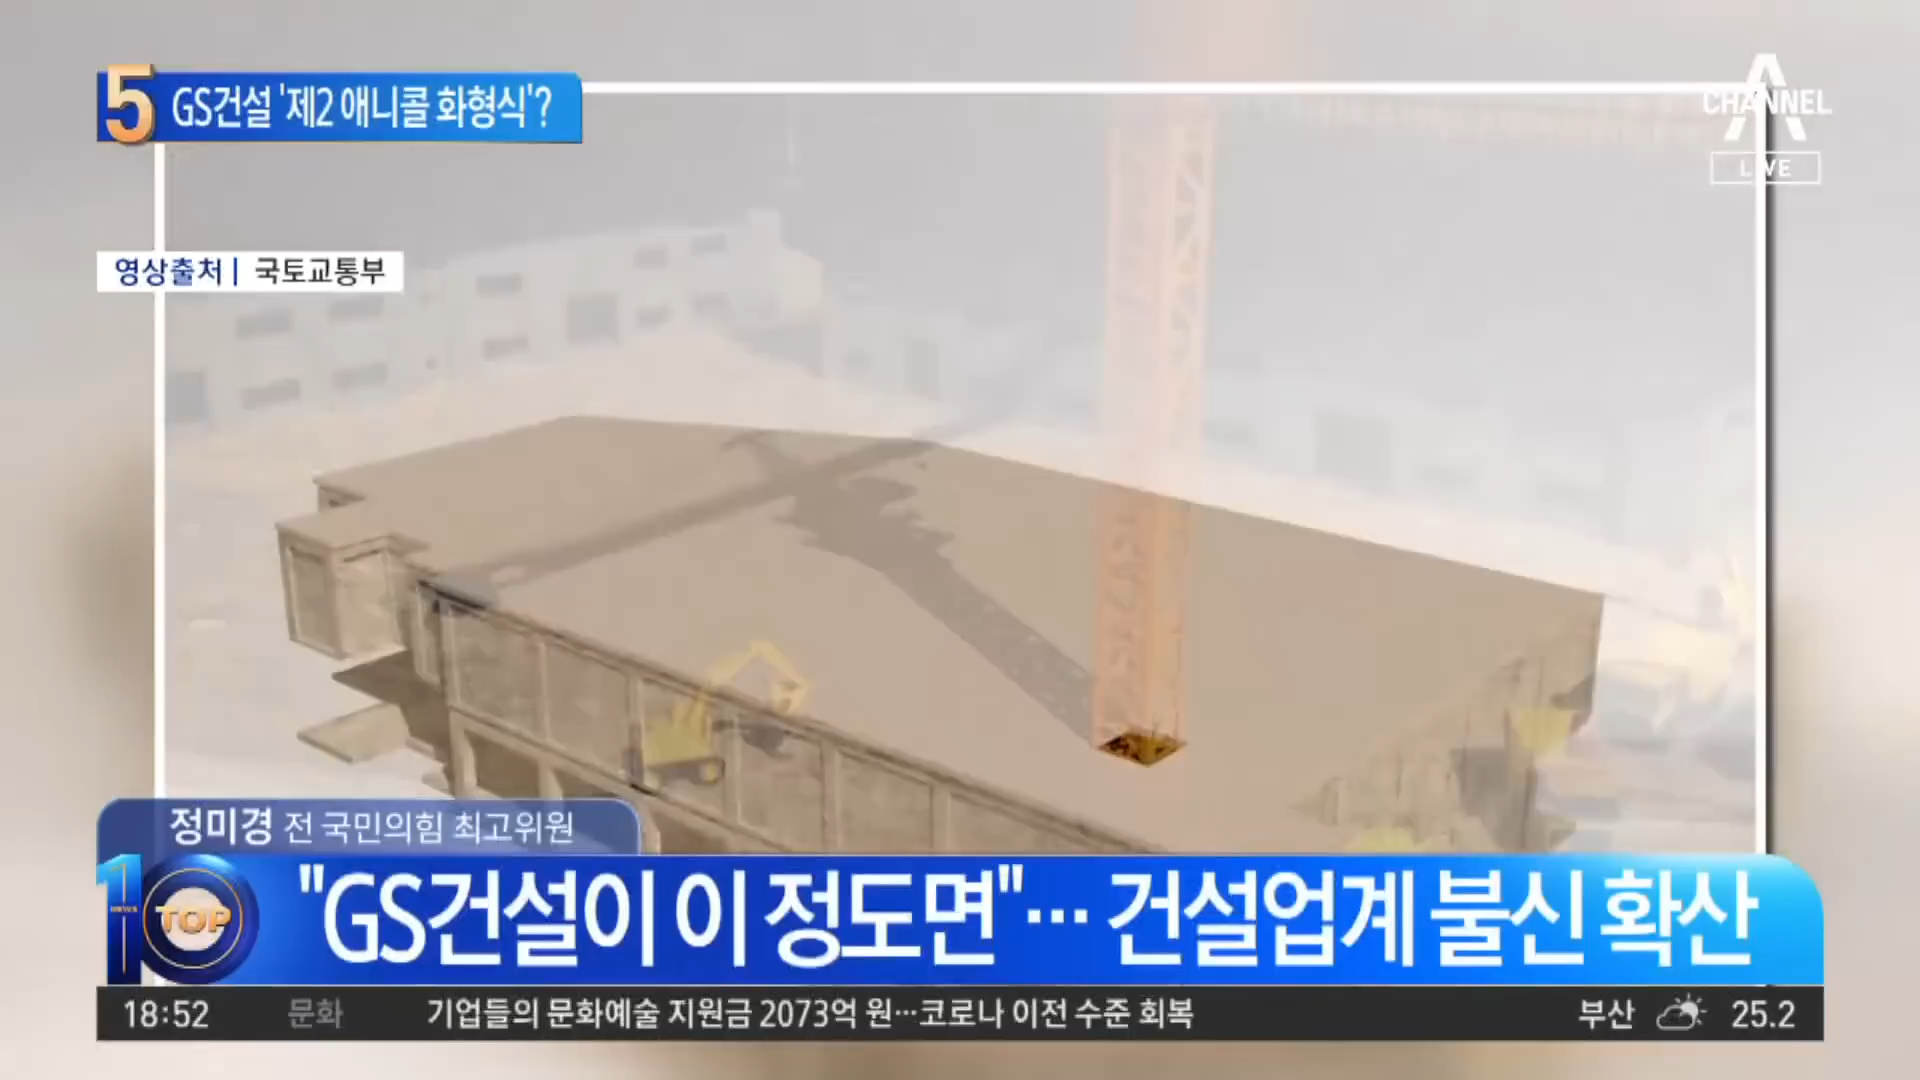 5 GS건설 '제2 애니콜 화형식'?
CHANNEL A
LIVE
영상출처 | 국토교통부
정미경 전 국민의힘 최고위원
NEWS TOP 10
"GS건설이 이 정도면"… 건설업계 불신 확산
18:52 문화 기업들의 문화예술 지원금 2073억 원…코로나 이전 수준 회복 부산 25.2